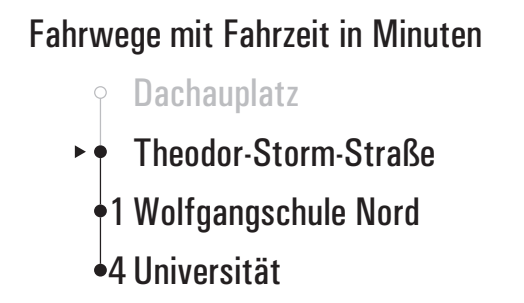 Fahrwege mit Fahrzeit in Minuten
Dachauplatz
Theodor-Storm-Straße
1 Wolfgangschule Nord
4 Universität